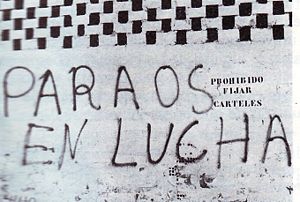 PARAOS
EN LUCHA
PROHIBIDO
FIJAR
CARTELES